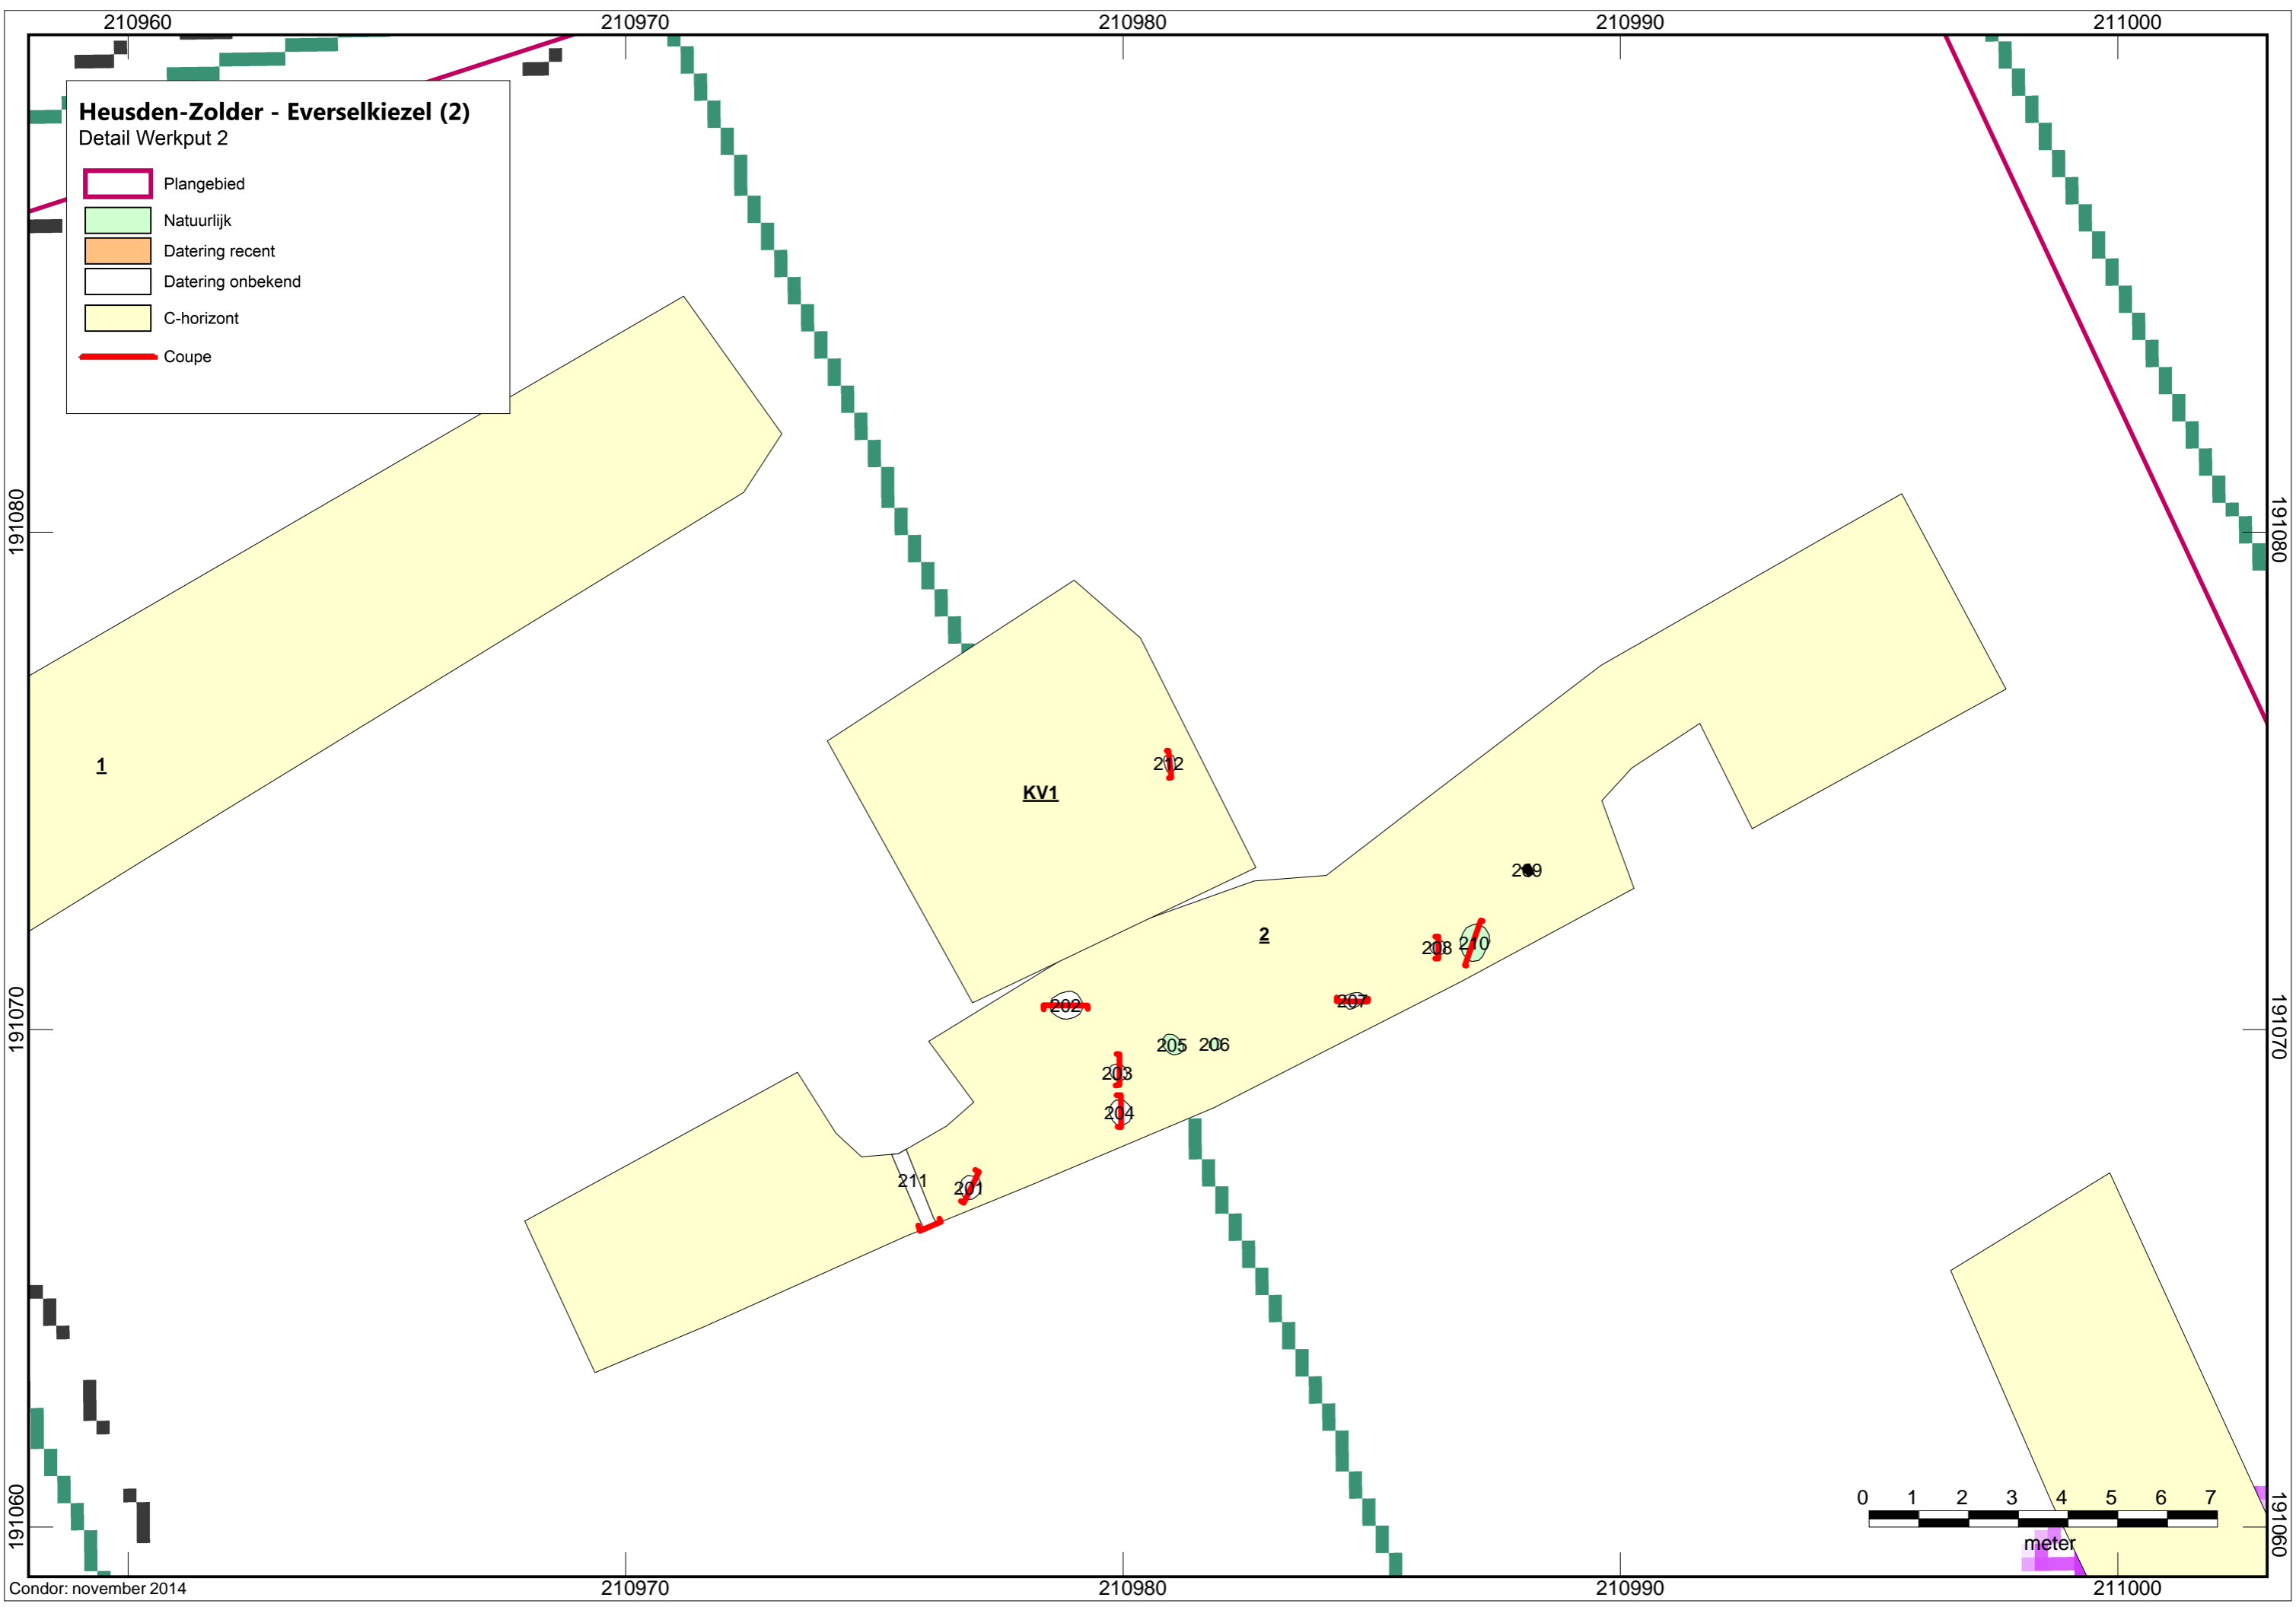 210960 210970 210980 210990 211000
Heusden-Zolder - Everselkiezel (2)
Detail Werkput 2
Plangebied
Natuurlijk
Datering recent
Datering onbekend
C-horizont
Coupe
191080 191080
1
212
KV1
209
2
208 210
202 207
191070 191070
205 206
203
204
211 201
0 1 2 3 4 5 6 7
meter
191060 191060
Condor: november 2014
210970 210980 210990 211000